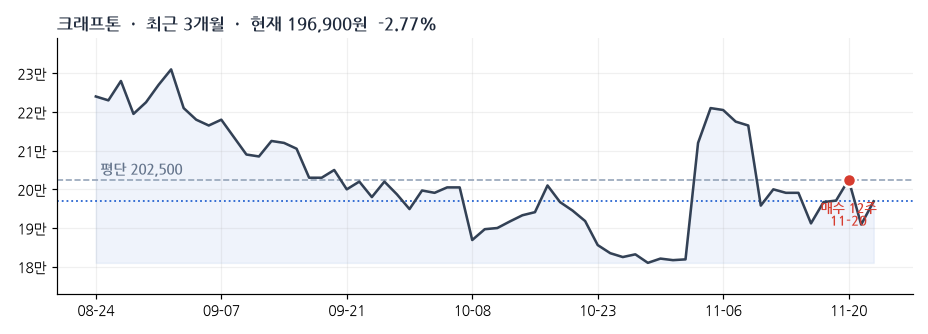 크래프톤 · 최근 3개월 · 현재 196,900원 -2.77%
23만
22만
평단 202,500
21만
20만
매수 12주
19만
18만
08-24 09-07 09-21 10-08 10-23 11-06 11-20